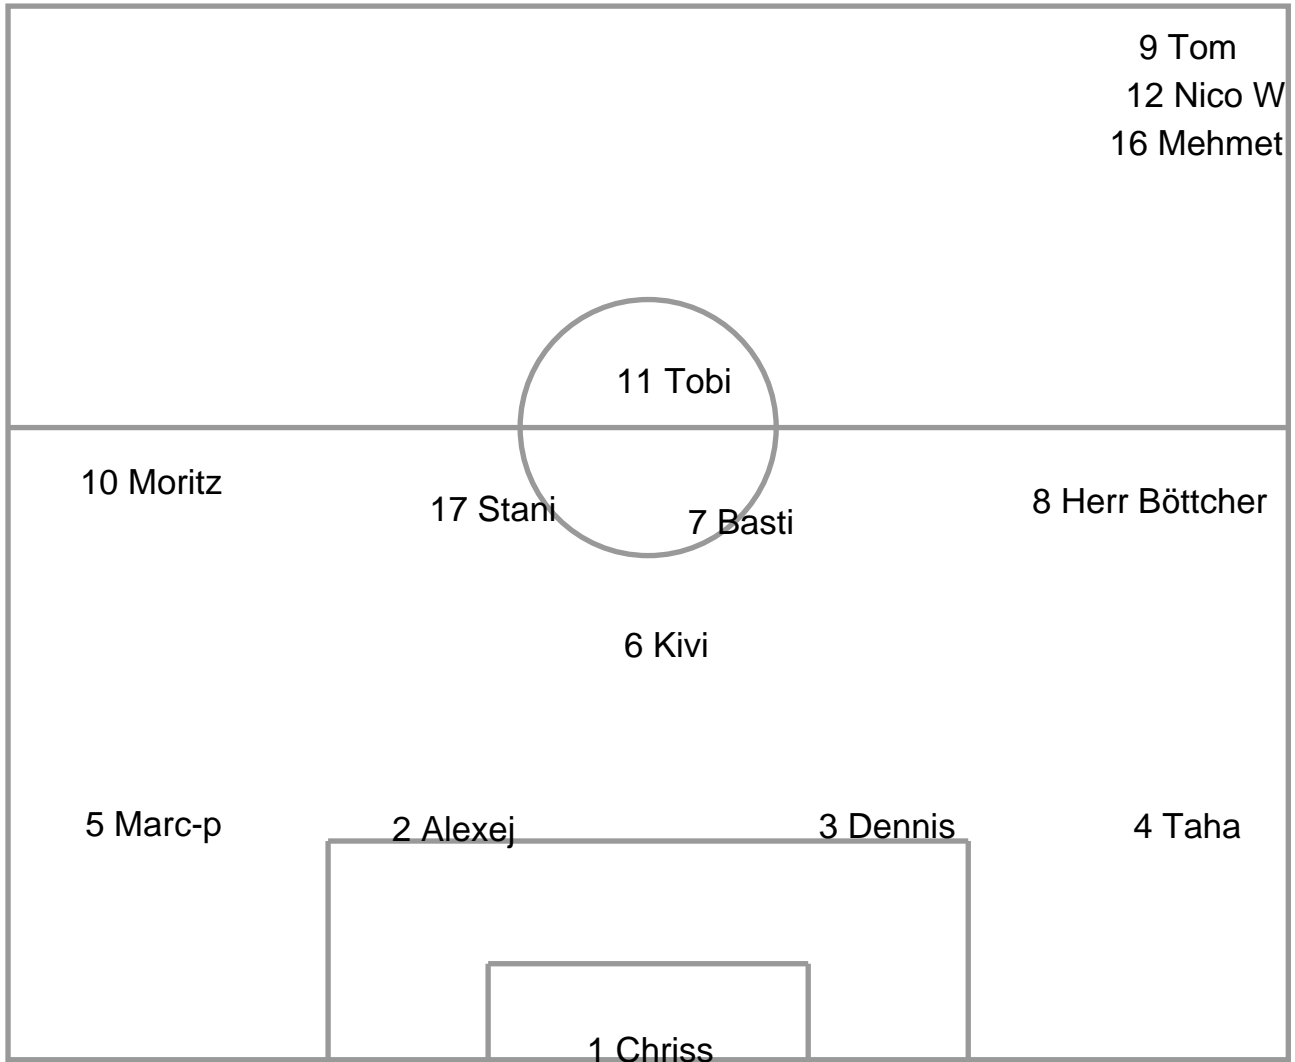 9 Tom
12 Nico W
16 Mehmet
11 Tobi
10 Moritz
17 Stani
7 Basti
8 Herr Böttcher
6 Kivi
5 Marc-p
2 Alexej
3 Dennis
4 Taha
1 Chriss